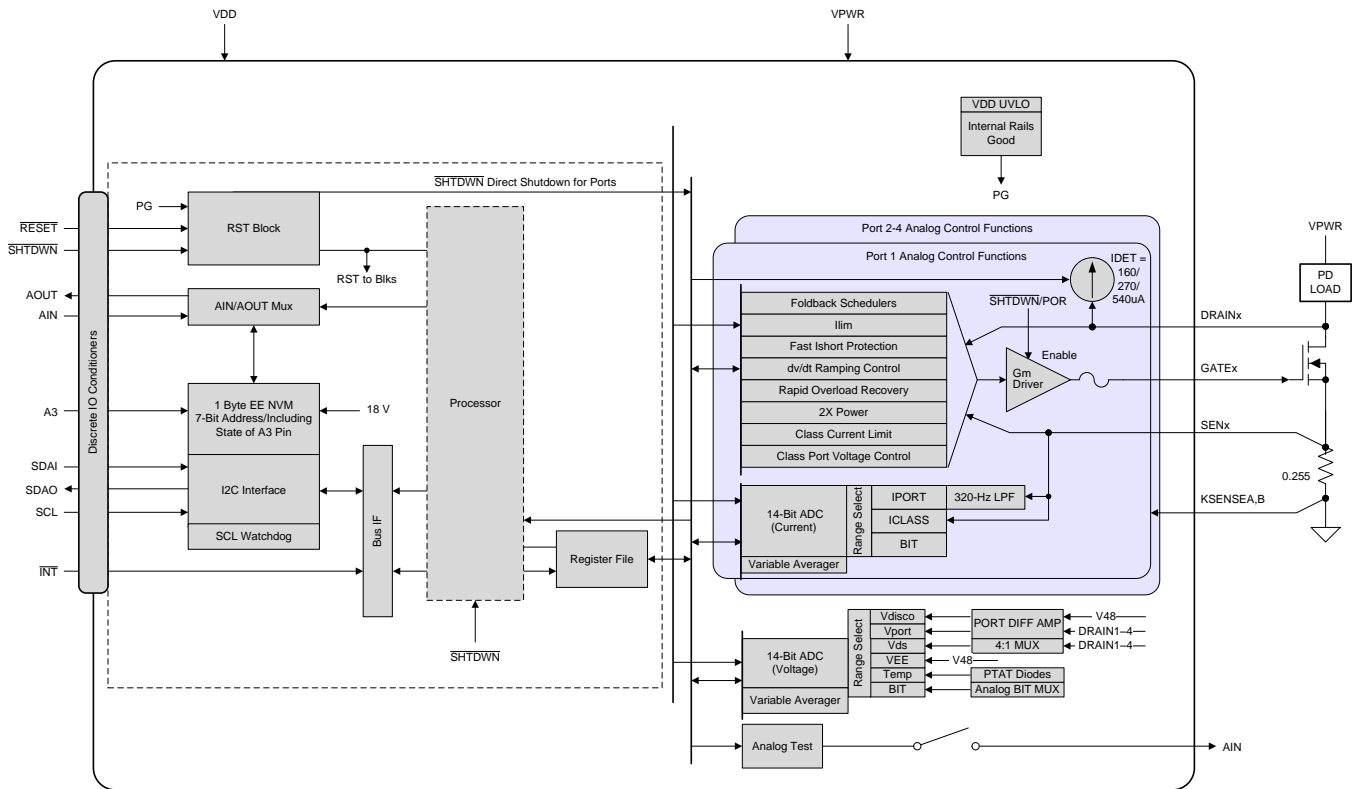 VDD
VPWR
VDD UVLO
Internal Rails
Good
PG
SHTDWN Direct Shutdown for Ports
PG
RESET
SHTDWN
RST Block
RST to Blks
AOUT
AIN
AIN/AOUT Mux
Discrete IO Conditioners
A3
1 Byte EE NVM
7-Bit Address/Including
State of A3 Pin
18 V
SDAI
SDAO
SCL
I2C Interface
SCL Watchdog
INT
Bus IF
Processor
SHTDWN
Register File
Port 2-4 Analog Control Functions
Port 1 Analog Control Functions
IDET =
160/
270/
540uA
Foldback Schedulers
Ilim
Fast Ishort Protection
dv/dt Ramping Control
Rapid Overload Recovery
2X Power
Class Current Limit
Class Port Voltage Control
SHTDWN/POR
Enable
Gm
Driver
VPWR
PD
LOAD
DRAINx
GATEx
SENx
0.255
KSENSEA,B
14-Bit ADC
(Current)
Variable Averager
Range Select
IPORT
320-Hz LPF
ICLASS
BIT
14-Bit ADC
(Voltage)
Variable Averager
Range Select
Vdisco
Vport
Vds
VEE
Temp
BIT
PORT DIFF AMP
4:1 MUX
V48
DRAIN1–4
DRAIN1–4
V48
PTAT Diodes
Analog BIT MUX
Analog Test
AIN